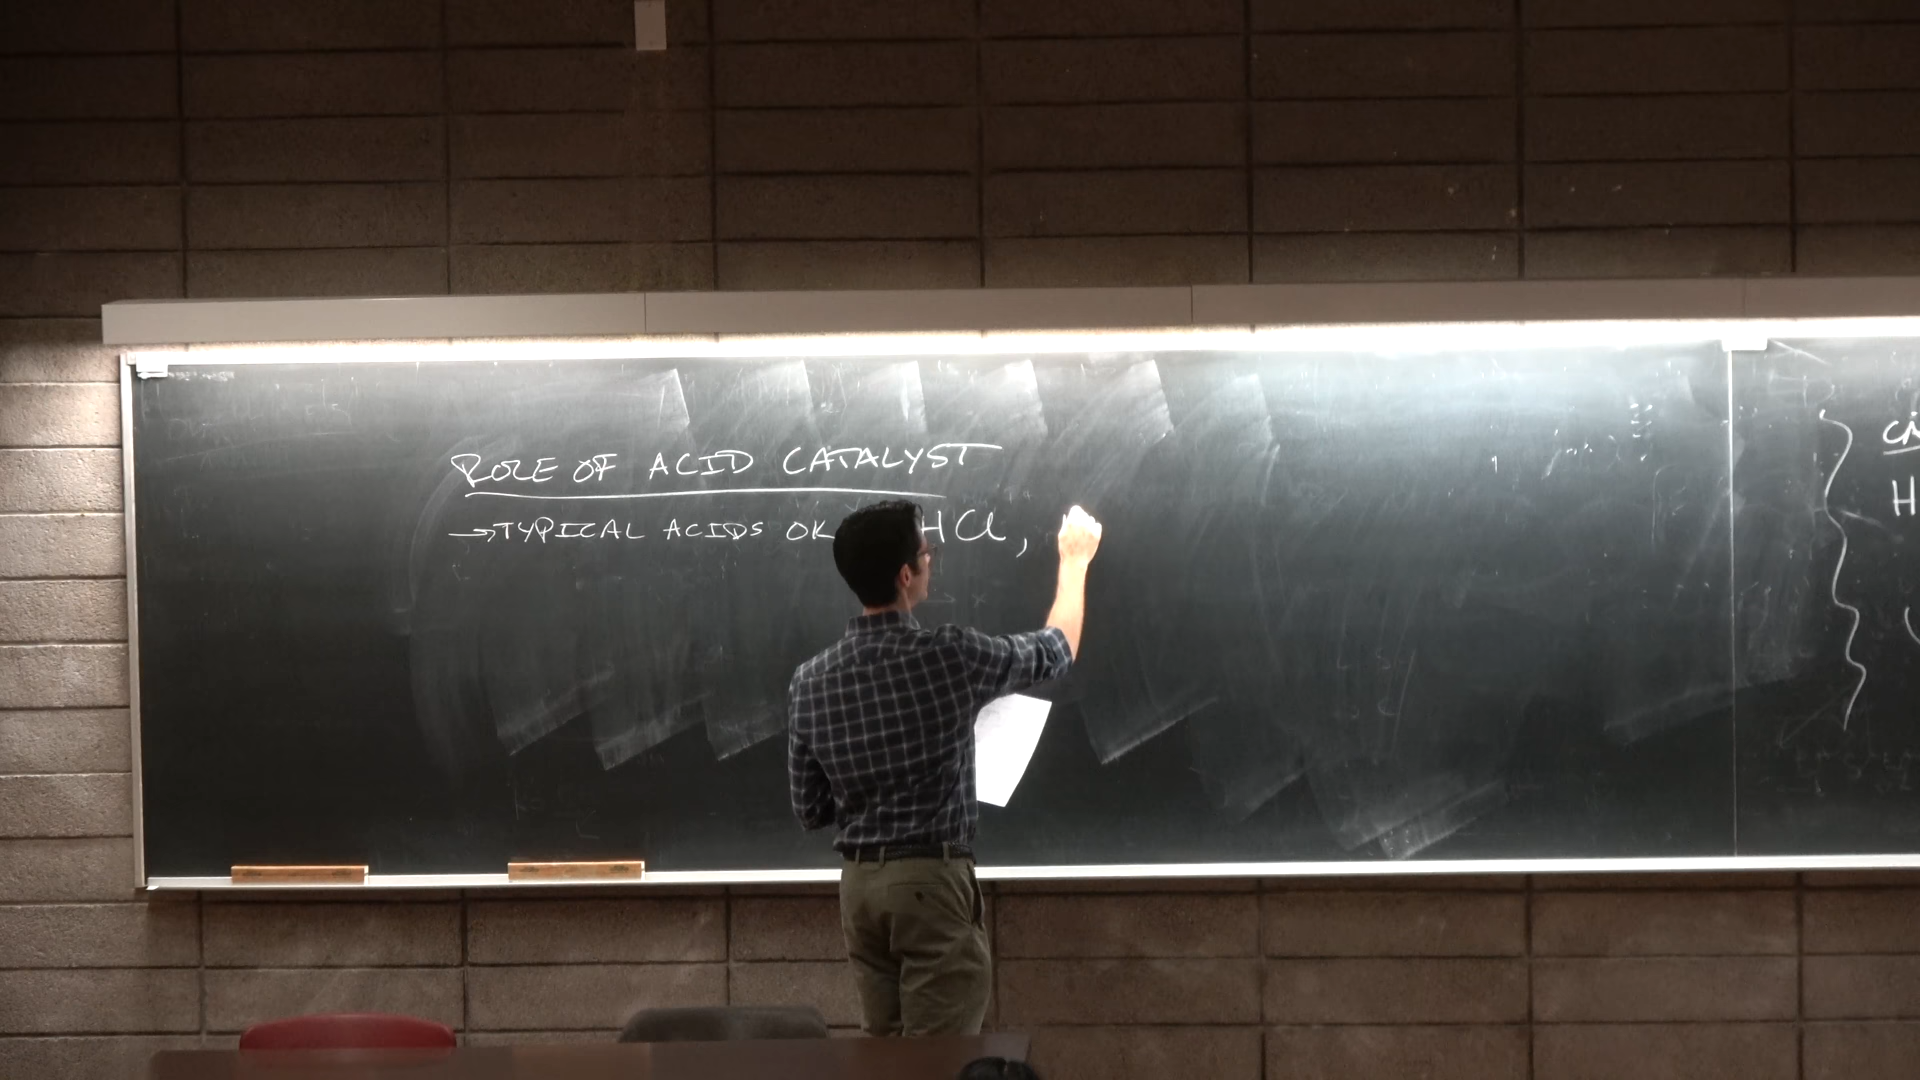 ROLE OF ACID CATALYST
→TYPICAL ACIDS OK HCl,
H